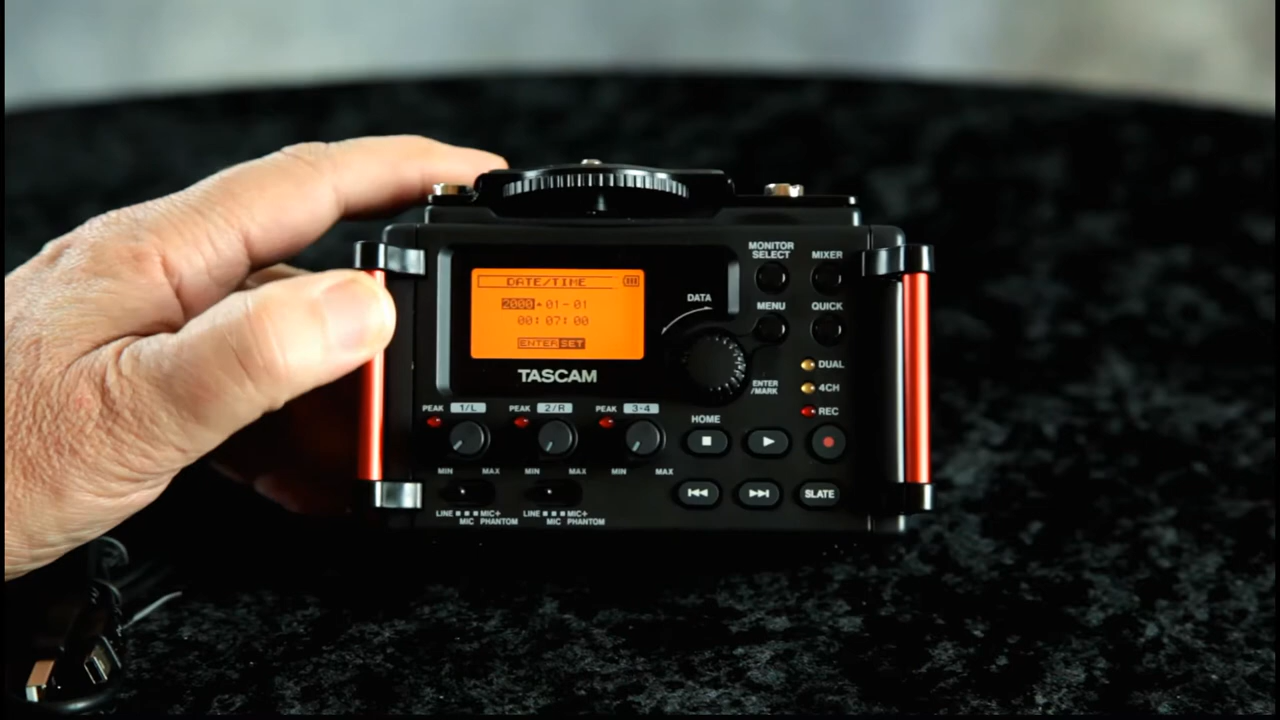 MONITOR SELECT
MIXER
DATE/TIME
2000-01-01
00:07:00
ENTER SET
DATA
MENU
QUICK
TASCAM
ENTER /MARK
DUAL
4CH
REC
PEAK 1/L PEAK 2/R PEAK 3-4
HOME
MIN MAX MIN MAX MIN MAX
SLATE
LINE MIC+ LINE MIC+
MIC PHANTOM MIC PHANTOM